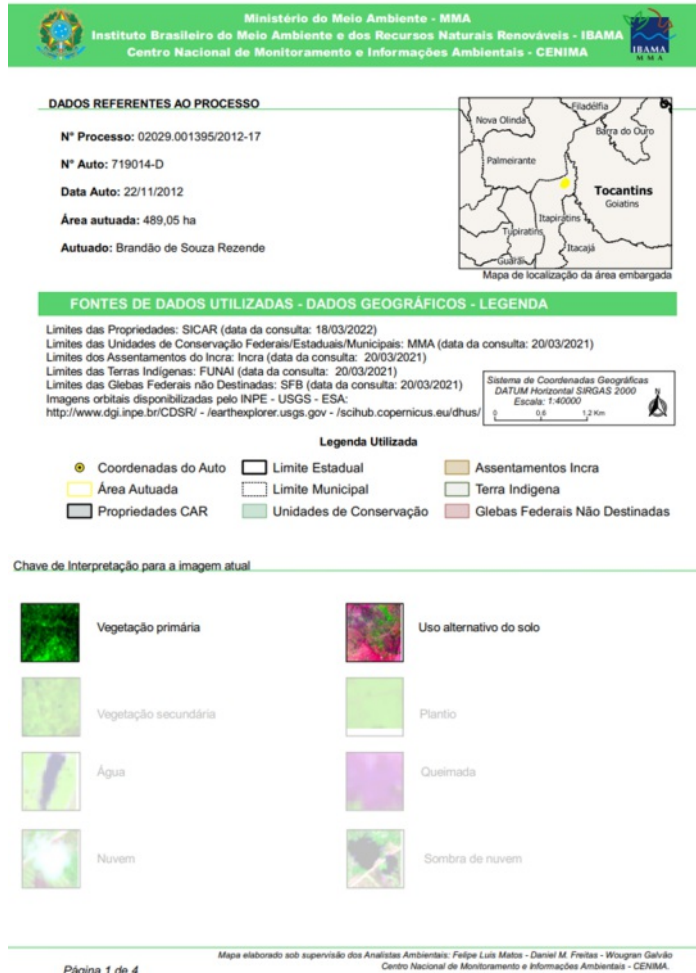 Ministério do Meio Ambiente - MMA
Instituto Brasileiro do Meio Ambiente e dos Recursos Naturais Renováveis - IBAMA
Centro Nacional de Monitoramento e Informações Ambientais - CENIMA
IBAMA
M M A
DADOS REFERENTES AO PROCESSO
N° Processo: 02029.001395/2012-17
N° Auto: 719014-D
Data Auto: 22/11/2012
Área autuada: 489,05 ha
Autuado: Brandão de Souza Rezende
Filadélfia
Nova Olinda
Barra do Ouro
Palmeirante
Tocantins
Goiatins
Itapiratins
Tupiratins
Itacajá
Guaraí
Mapa de localização da área embargada
FONTES DE DADOS UTILIZADAS - DADOS GEOGRÁFICOS - LEGENDA
Limites das Propriedades: SICAR (data da consulta: 18/03/2022)
Limites das Unidades de Conservação Federais/Estaduais/Municipais: MMA (data da consulta: 20/03/2021)
Limites dos Assentamentos do Incra: Incra (data da consulta: 20/03/2021)
Limites das Terras Indígenas: FUNAI (data da consulta: 20/03/2021)
Limites das Glebas Federais não Destinadas: SFB (data da consulta: 20/03/2021)
Imagens orbitais disponibilizadas pelo INPE - USGS - ESA:
http://www.dgi.inpe.br/CDSR/ - /earthexplorer.usgs.gov - /scihub.copernicus.eu/dhus/
Sistema de Coordenadas Geográficas
DATUM Horizontal SIRGAS 2000
Escala: 1:40000
N
0 0,6 1,2 Km
Legenda Utilizada
Coordenadas do Auto Limite Estadual Assentamentos Incra
Área Autuada Limite Municipal Terra Indigena
Propriedades CAR Unidades de Conservação Glebas Federais Não Destinadas
Chave de Interpretação para a imagem atual
Vegetação primária Uso alternativo do solo
Vegetação secundária Plantio
Água Queimada
Nuvem Sombra de nuvem
Mapa elaborado sob supervisão dos Analistas Ambientais: Felipe Luis Matos - Daniel M. Freitas - Wougran Galvão
Centro Nacional de Monitoramento e Informações Ambientais - CENIMA.
Página 1 de 4